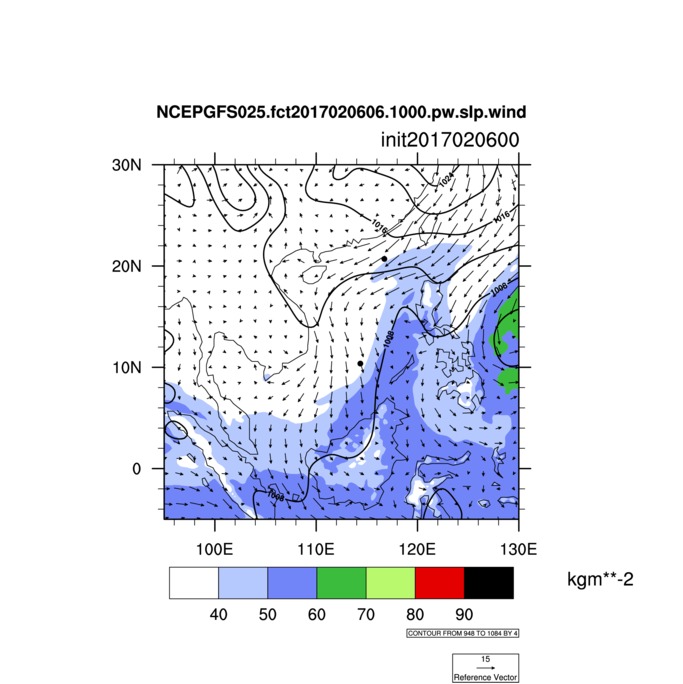 NCEPGFS025.fct2017020606.1000.pw.slp.wind
init2017020600
30N
1024
1016
1016
20N
1008
1008
10N
0
1008
100E 110E 120E 130E
kgm**-2
40 50 60 70 80 90
CONTOUR FROM 948 TO 1084 BY 4
15
Reference Vector